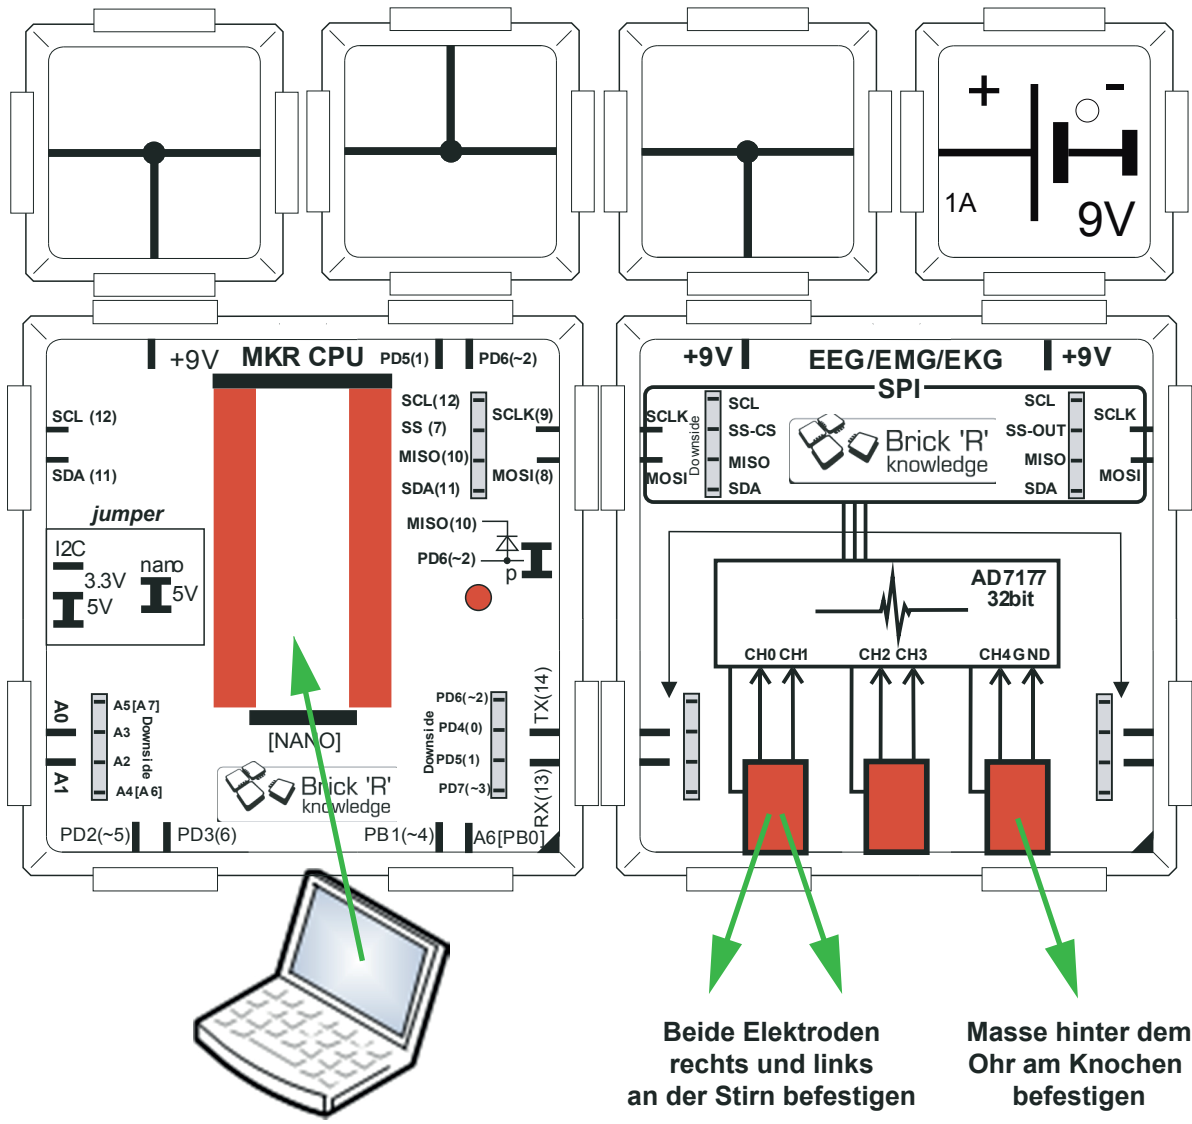 + -
1A
9V
+9V MKR CPU PD5(1) PD6(~2)
SCL (12)
SDA (11)
SCL(12)
SS (7)
MISO(10)
SDA(11)
SCLK(9)
MOSI(8)
jumper
I2C
3.3V
5V
nano
5V
MISO(10)
PD6(~2)
p
A0
A1
A5[A7]
A3
A2
A4[A6]
Downside
[NANO]
Brick 'R'
knowledge
Downside
PD6(~2)
PD4(0)
PD5(1)
PD7(~3)
TX(14)
RX(13)
PD2(~5) PD3(6) PB1(~4) A6[PB0]
+9V EEG/EMG/EKG +9V
SPI
SCLK
MOSI
Downside
SCL
SS-CS
MISO
SDA
Brick 'R'
knowledge
SCL
SS-OUT
MISO
SDA
SCLK
MOSI
AD7177
32bit
CH0 CH1 CH2 CH3 CH4 GND
Beide Elektroden
rechts und links
an der Stirn befestigen
Masse hinter dem
Ohr am Knochen
befestigen